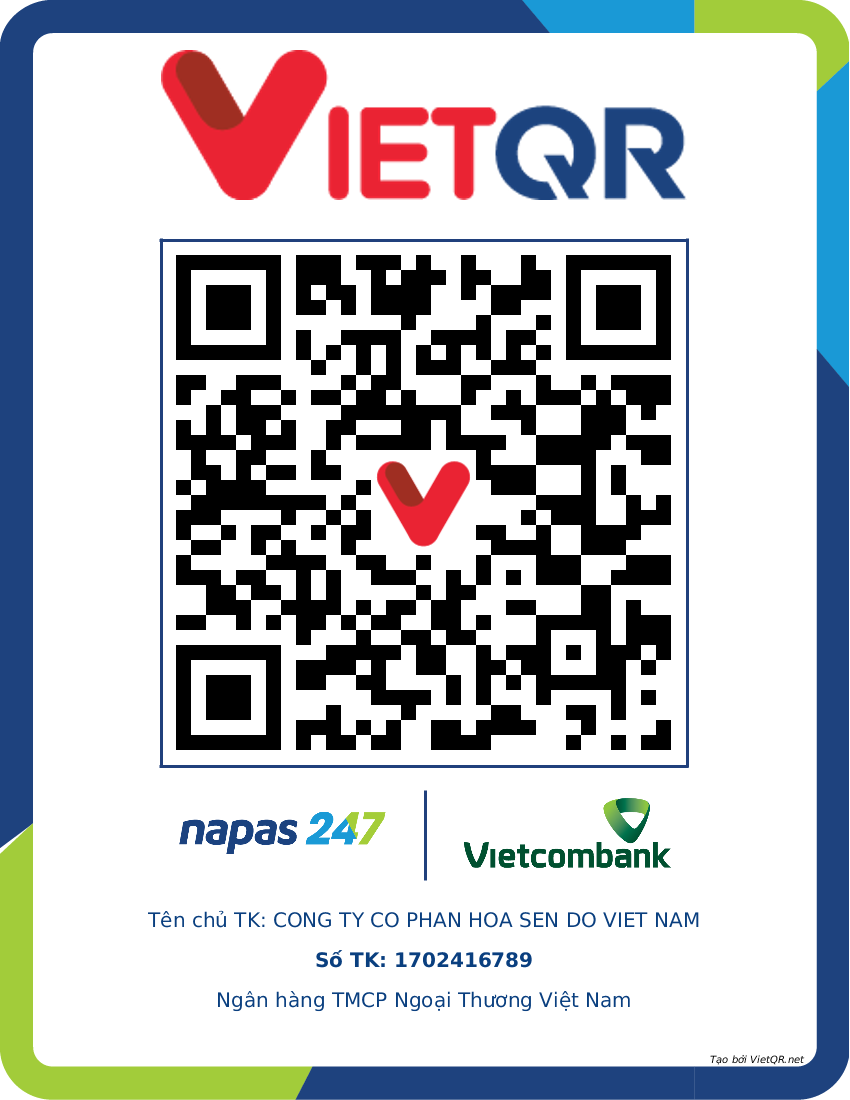 VIETQR
napas 247
Vietcombank
Tên chủ TK: CONG TY CO PHAN HOA SEN DO VIET NAM
Số TK: 1702416789
Ngân hàng TMCP Ngoại Thương Việt Nam
Tạo bởi VietQR.net